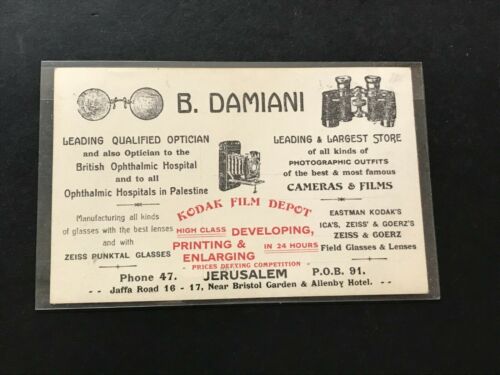 B. DAMIANI
LEADING QUALIFIED OPTICIAN
and also Optician to the
British Ophthalmic Hospital
and to all
Ophthalmic Hospitals in Palestine
Manufacturing all kinds
of glasses with the best lenses
and with
ZEISS PUNKTAL GLASSES
LEADING & LARGEST STORE
of all kinds of
PHOTOGRAPHIC OUTFITS
of the best & most famous
CAMERAS & FILMS
EASTMAN KODAK'S
ICA'S, ZEISS' & GOERZ'S
ZEISS & GOERZ
Field Glasses & Lenses
KODAK FILM DEPOT
HIGH CLASS DEVELOPING,
PRINTING & IN 24 HOURS
ENLARGING
- PRICES DEFYING COMPETITION -
Phone 47. JERUSALEM P.O.B. 91.
-- Jaffa Road 16 - 17, Near Bristol Garden & Allenby Hotel. --